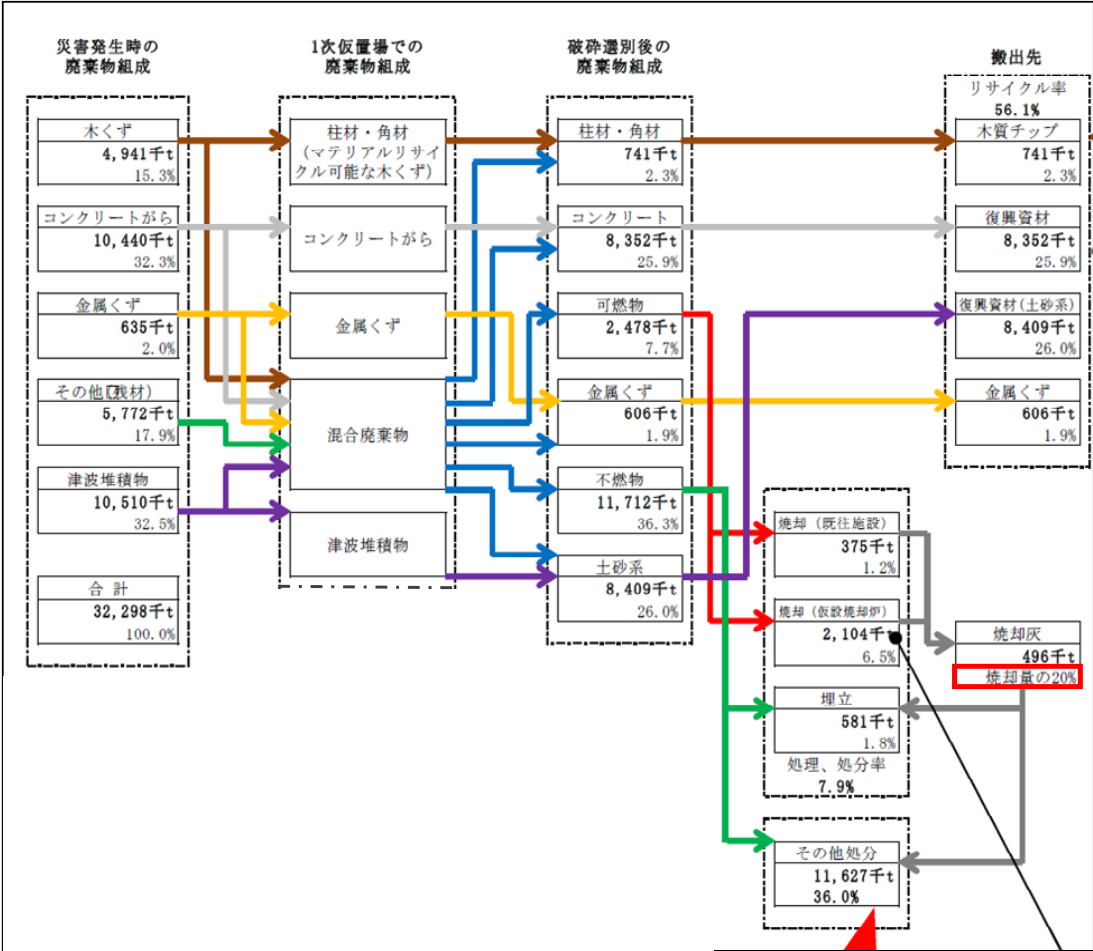 災害発生時の
廃棄物組成
木くず
4,941千t
15.3%
コンクリートがら
10,440千t
32.3%
金属くず
635千t
2.0%
その他(残材)
5,772千t
17.9%
津波堆積物
10,510千t
32.5%
合 計
32,298千t
100.0%
1次仮置場での
廃棄物組成
柱材・角材
(マテリアルリサイ
クル可能な木くず)
コンクリートがら
金属くず
混合廃棄物
津波堆積物
破砕選別後の
廃棄物組成
柱材・角材
741千t
2.3%
コンクリート
8,352千t
25.9%
可燃物
2,478千t
7.7%
金属くず
606千t
1.9%
不燃物
11,712千t
36.3%
土砂系
8,409千t
26.0%
搬出先
リサイクル率
56.1%
木質チップ
741千t
2.3%
復興資材
8,352千t
25.9%
復興資材(土砂系)
8,409千t
26.0%
金属くず
606千t
1.9%
焼却(既往施設)
375千t
1.2%
焼却(仮設焼却炉)
2,104千t
6.5%
埋立
581千t
1.8%
処理、処分率
7.9%
焼却灰
496千t
焼却量の20%
その他処分
11,627千t
36.0%